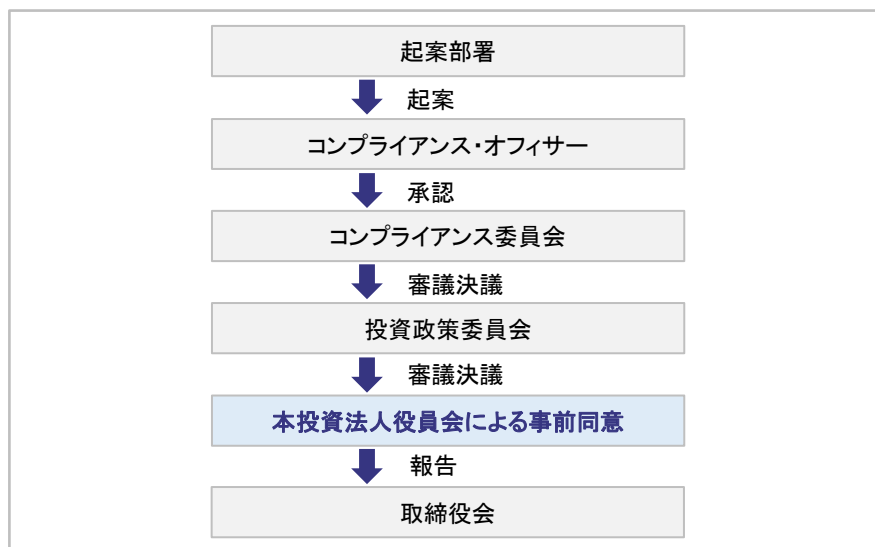 起案部署
起案
コンプライアンス・オフィサー
承認
コンプライアンス委員会
審議決議
投資政策委員会
審議決議
本投資法人役員会による事前同意
報告
取締役会